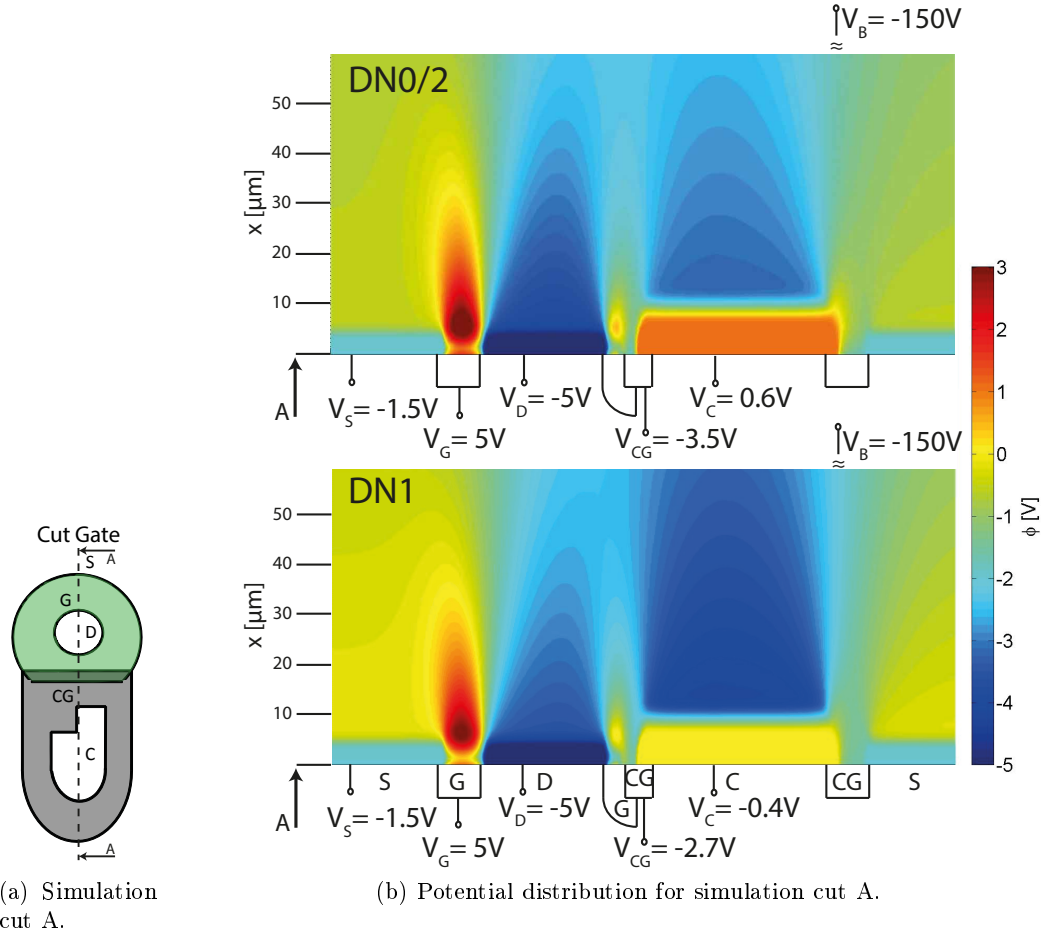 V_B= -150V
≈
DN0/2
50
40
30
20
10
x [µm]
A
V_S= -1.5V
V_G= 5V
V_D= -5V
V_CG= -3.5V
V_C= 0.6V
V_B= -150V
≈
DN1
50
40
30
20
10
x [µm]
A
S
G
D
G
CG
C
CG
S
V_S= -1.5V
V_G= 5V
V_D= -5V
V_CG= -2.7V
V_C= -0.4V
3
2
1
0
-1
-2
-3
-4
-5
ϕ [V]
Cut Gate
A
S
G
D
CG
C
A
(a) Simulation
cut A.
(b) Potential distribution for simulation cut A.